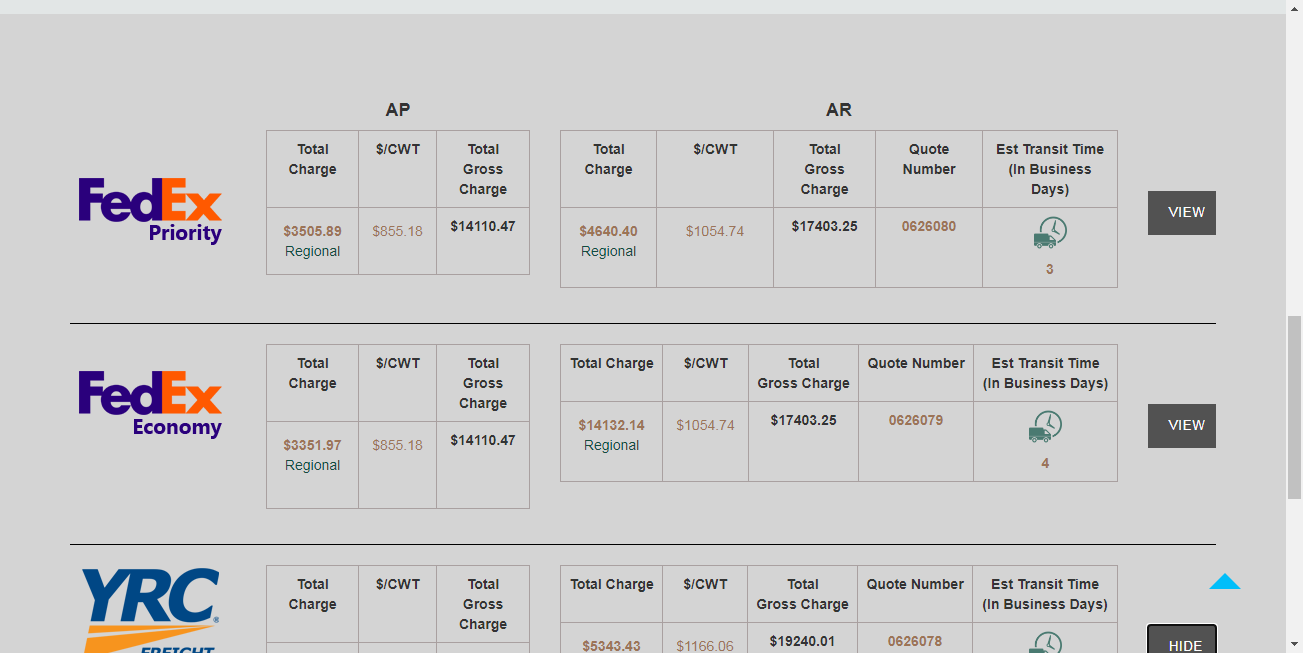 AP
AR
Total Charge $/CWT Total Gross Charge
Total Charge $/CWT Total Gross Charge Quote Number Est Transit Time (In Business Days)
FedEx
Priority
$3505.89 $855.18 $14110.47
Regional
$4640.40 $1054.74 $17403.25 0626080
Regional
3
VIEW
Total Charge $/CWT Total Gross Charge
Total Charge $/CWT Total Gross Charge Quote Number Est Transit Time (In Business Days)
FedEx
Economy
$3351.97 $855.18 $14110.47
Regional
$14132.14 $1054.74 $17403.25 0626079
Regional
4
VIEW
YRC
FREIGHT
Total Charge $/CWT Total Gross Charge
Total Charge $/CWT Total Gross Charge Quote Number Est Transit Time (In Business Days)
$5343.43 $1166.06 $19240.01 0626078
HIDE